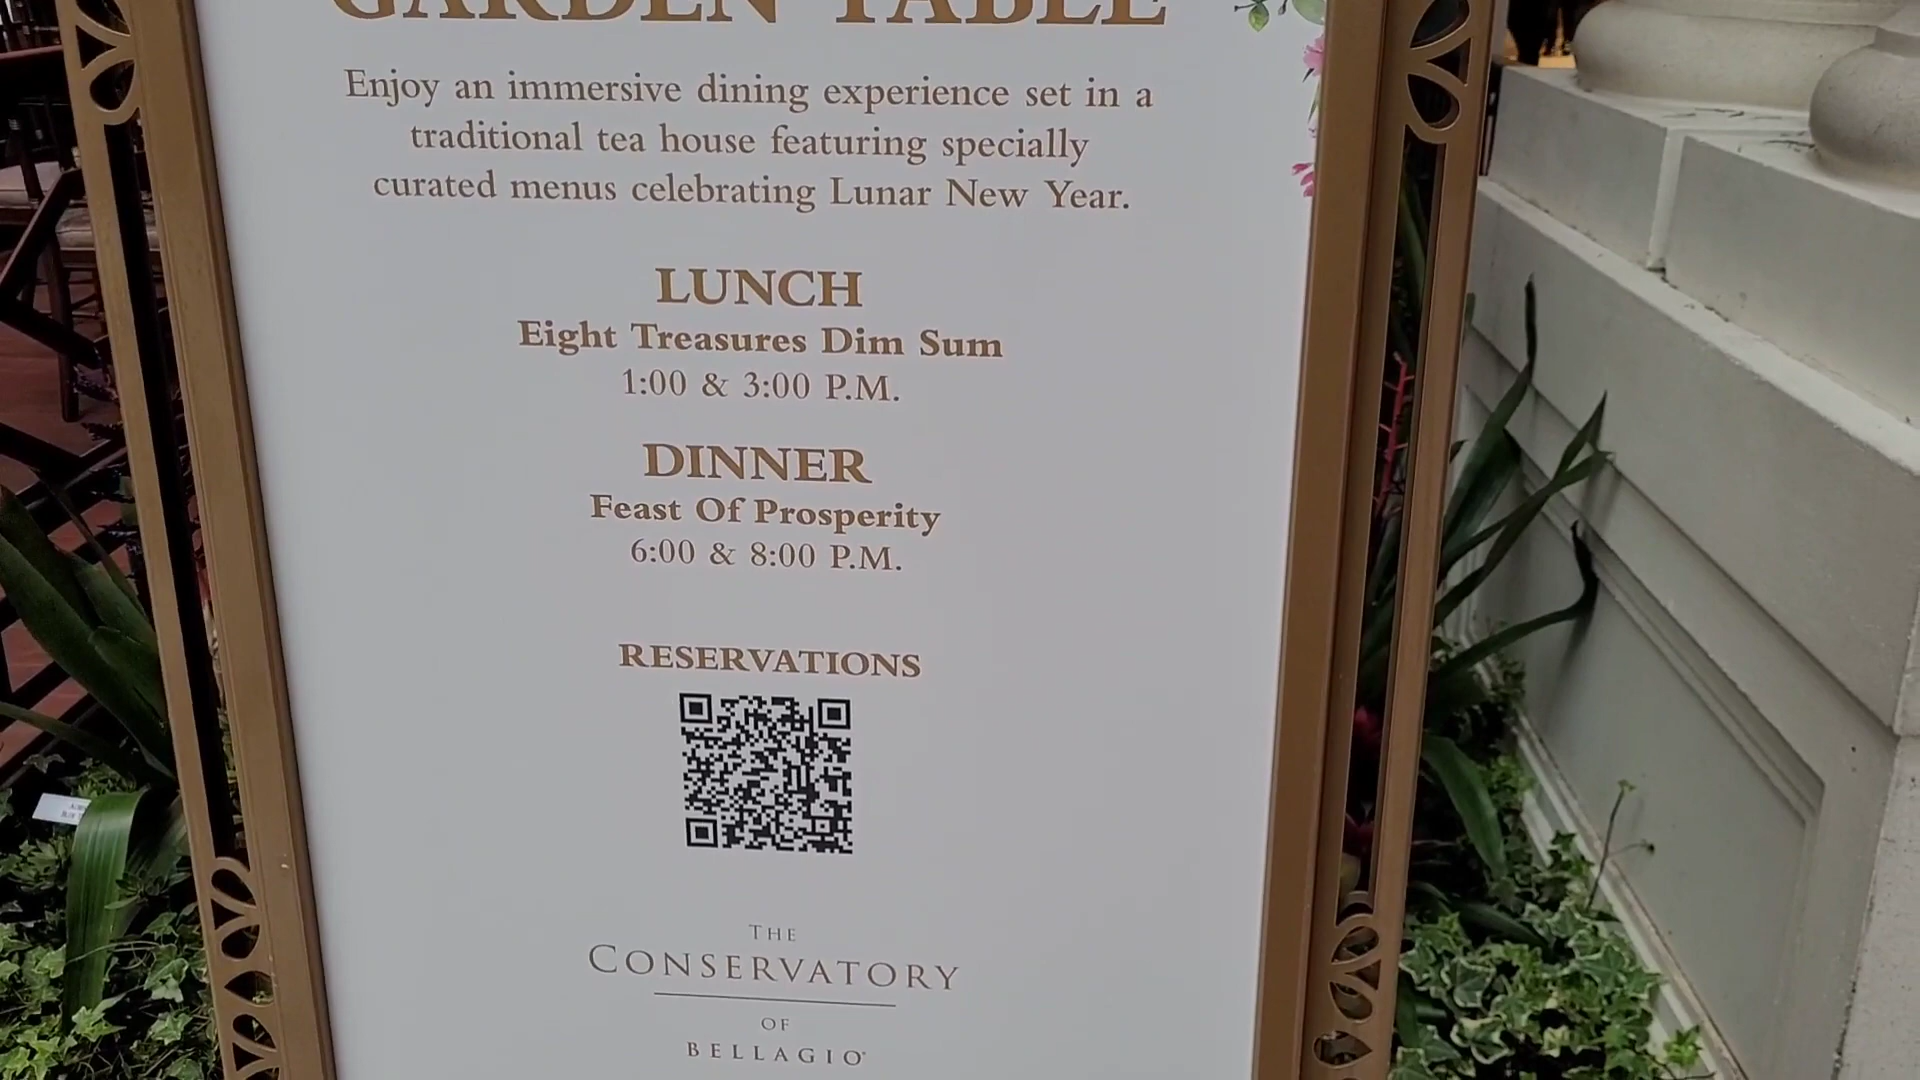 GARDEN TABLE
Enjoy an immersive dining experience set in a
traditional tea house featuring specially
curated menus celebrating Lunar New Year.
LUNCH
Eight Treasures Dim Sum
1:00 & 3:00 P.M.
DINNER
Feast Of Prosperity
6:00 & 8:00 P.M.
RESERVATIONS
THE
CONSERVATORY
OF
BELLAGIO